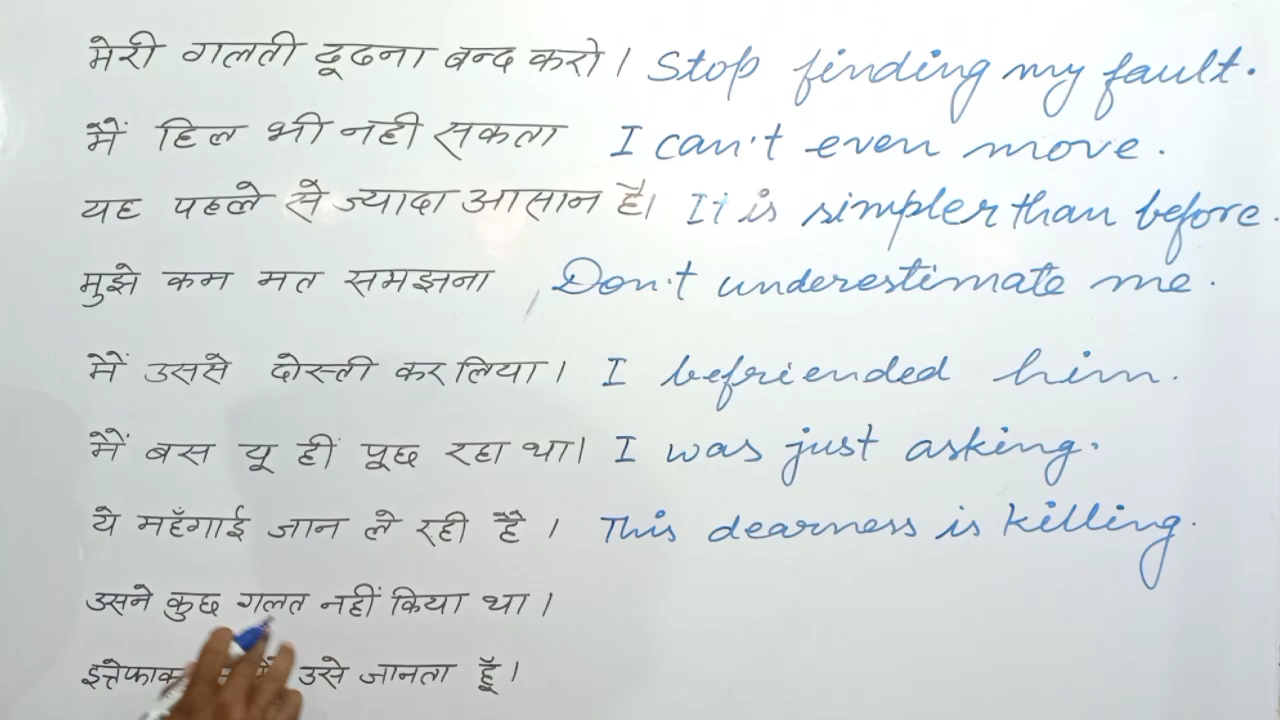 मेरी गलती ढूढना बन्द करो। Stop finding my fault.
मैं हिल भी नही सकता I can't even move.
यह पहले से ज्यादा आसान है। It is simpler than before.
मुझे कम मत समझना Don't underestimate me.
मैं उससे दोस्ती कर लिया। I befriended him.
मैं बस यू हीं पूछ रहा था। I was just asking.
ये महँगाई जान ले रही है। This dearness is killing.
उसने कुछ गलत नहीं किया था।
उसे जानता हूँ।